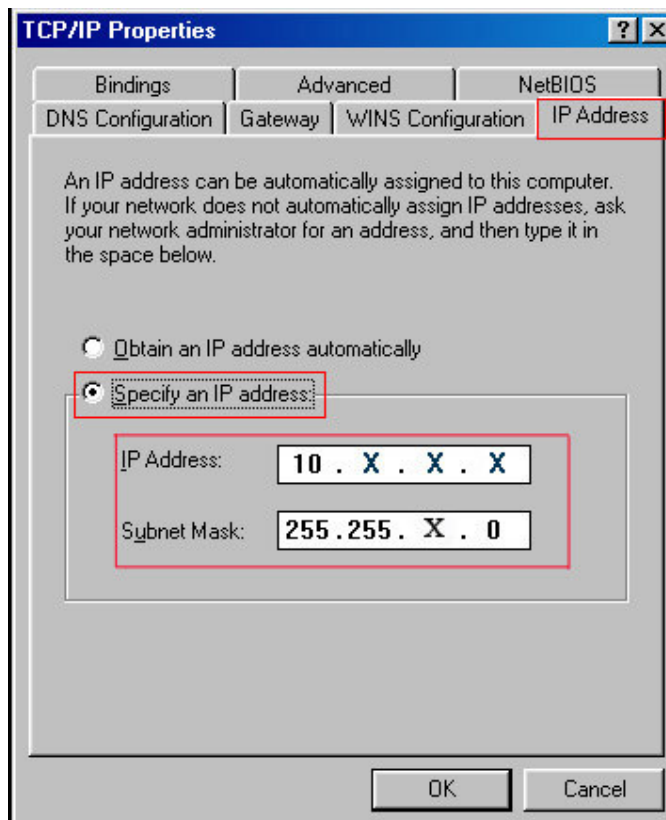 TCP/IP Properties
? X
Bindings Advanced NetBIOS
DNS Configuration Gateway WINS Configuration IP Address
An IP address can be automatically assigned to this computer.
If your network does not automatically assign IP addresses, ask
your network administrator for an address, and then type it in
the space below.
Obtain an IP address automatically
Specify an IP address:
IP Address: 10 . X . X . X
Subnet Mask: 255.255. X . 0
OK Cancel